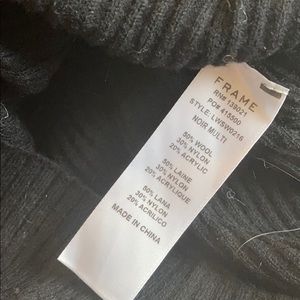 FRAME
RN# 139021
PO# 415500
STYLE: LWSW0216
NOIR MULTI
50% WOOL
30% NYLON
20% ACRYLIC
50% LAINE
30% NYLON
20% ACRYLIQUE
50% LANA
30% NYLON
20% ACRILICO
MADE IN CHINA